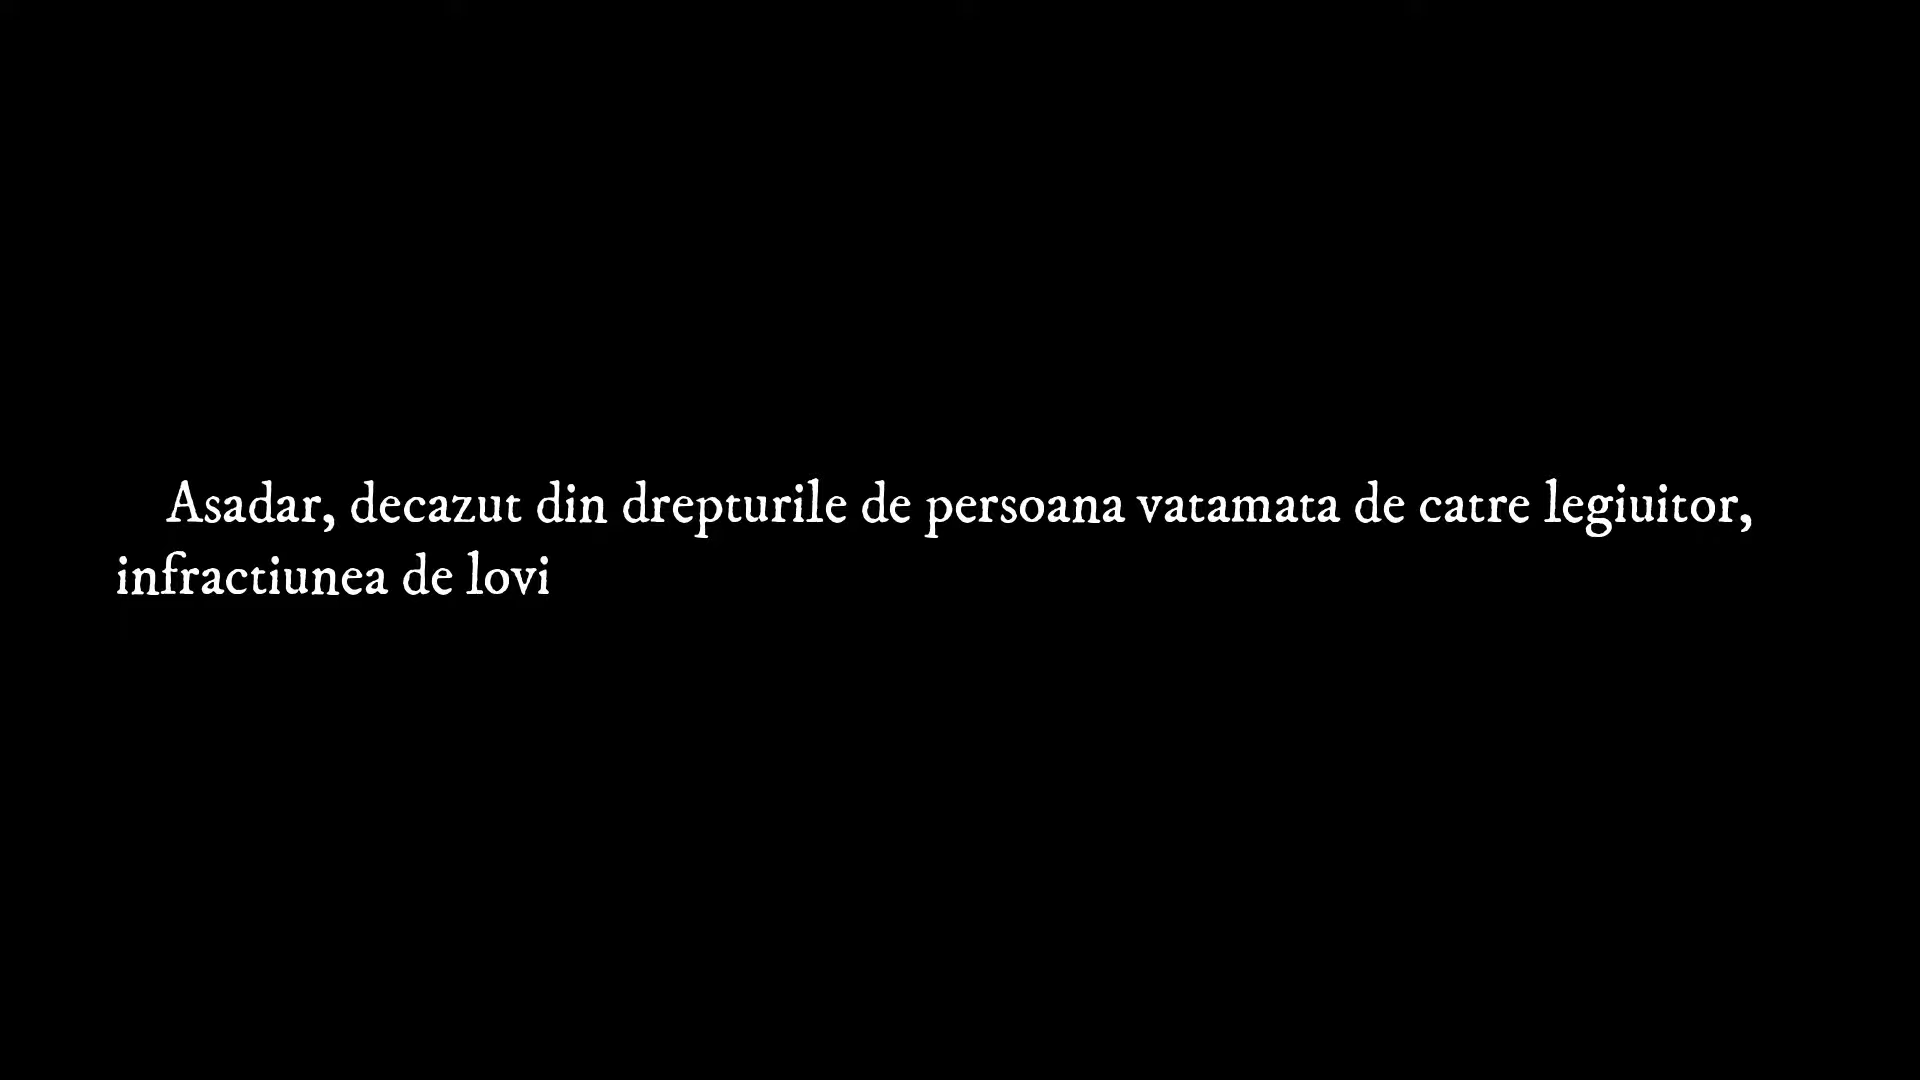 Asadar, decazut din drepturile de persoana vatamata de catre legiuitor,
infractiunea de lovi